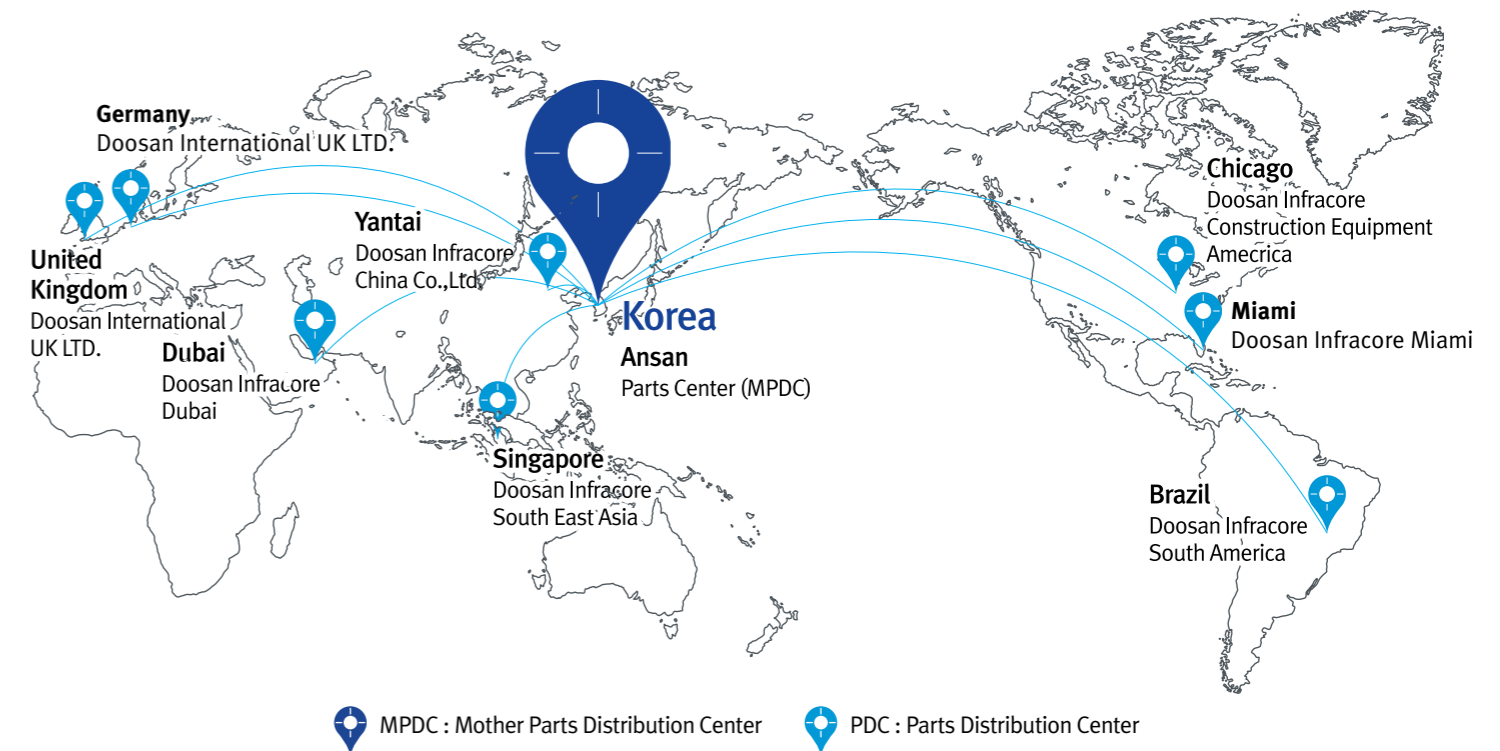 Germany
Doosan International UK LTD.
United
Kingdom
Doosan International
UK LTD.
Dubai
Doosan Infracore
Dubai
Yantai
Doosan Infracore
China Co.,Ltd.
Korea
Ansan
Parts Center (MPDC)
Singapore
Doosan Infracore
South East Asia
Chicago
Doosan Infracore
Construction Equipment
Amecrica
Miami
Doosan Infracore Miami
Brazil
Doosan Infracore
South America
MPDC : Mother Parts Distribution Center
PDC : Parts Distribution Center